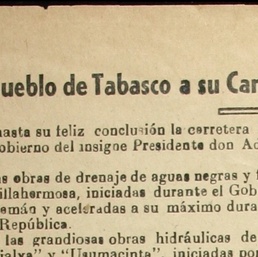 ueblo de Tabasco a su Car
hasta su feliz conclusión la carretera
obierno del insigne Presidente don Ad
as obras de drenaje de aguas negras y
illahermosa, iniciadas durante el Gob
emán y aceleradas a su máximo dura
República.
las grandiosas obras hidráulicas de
y "Usumacinta", iniciadas por